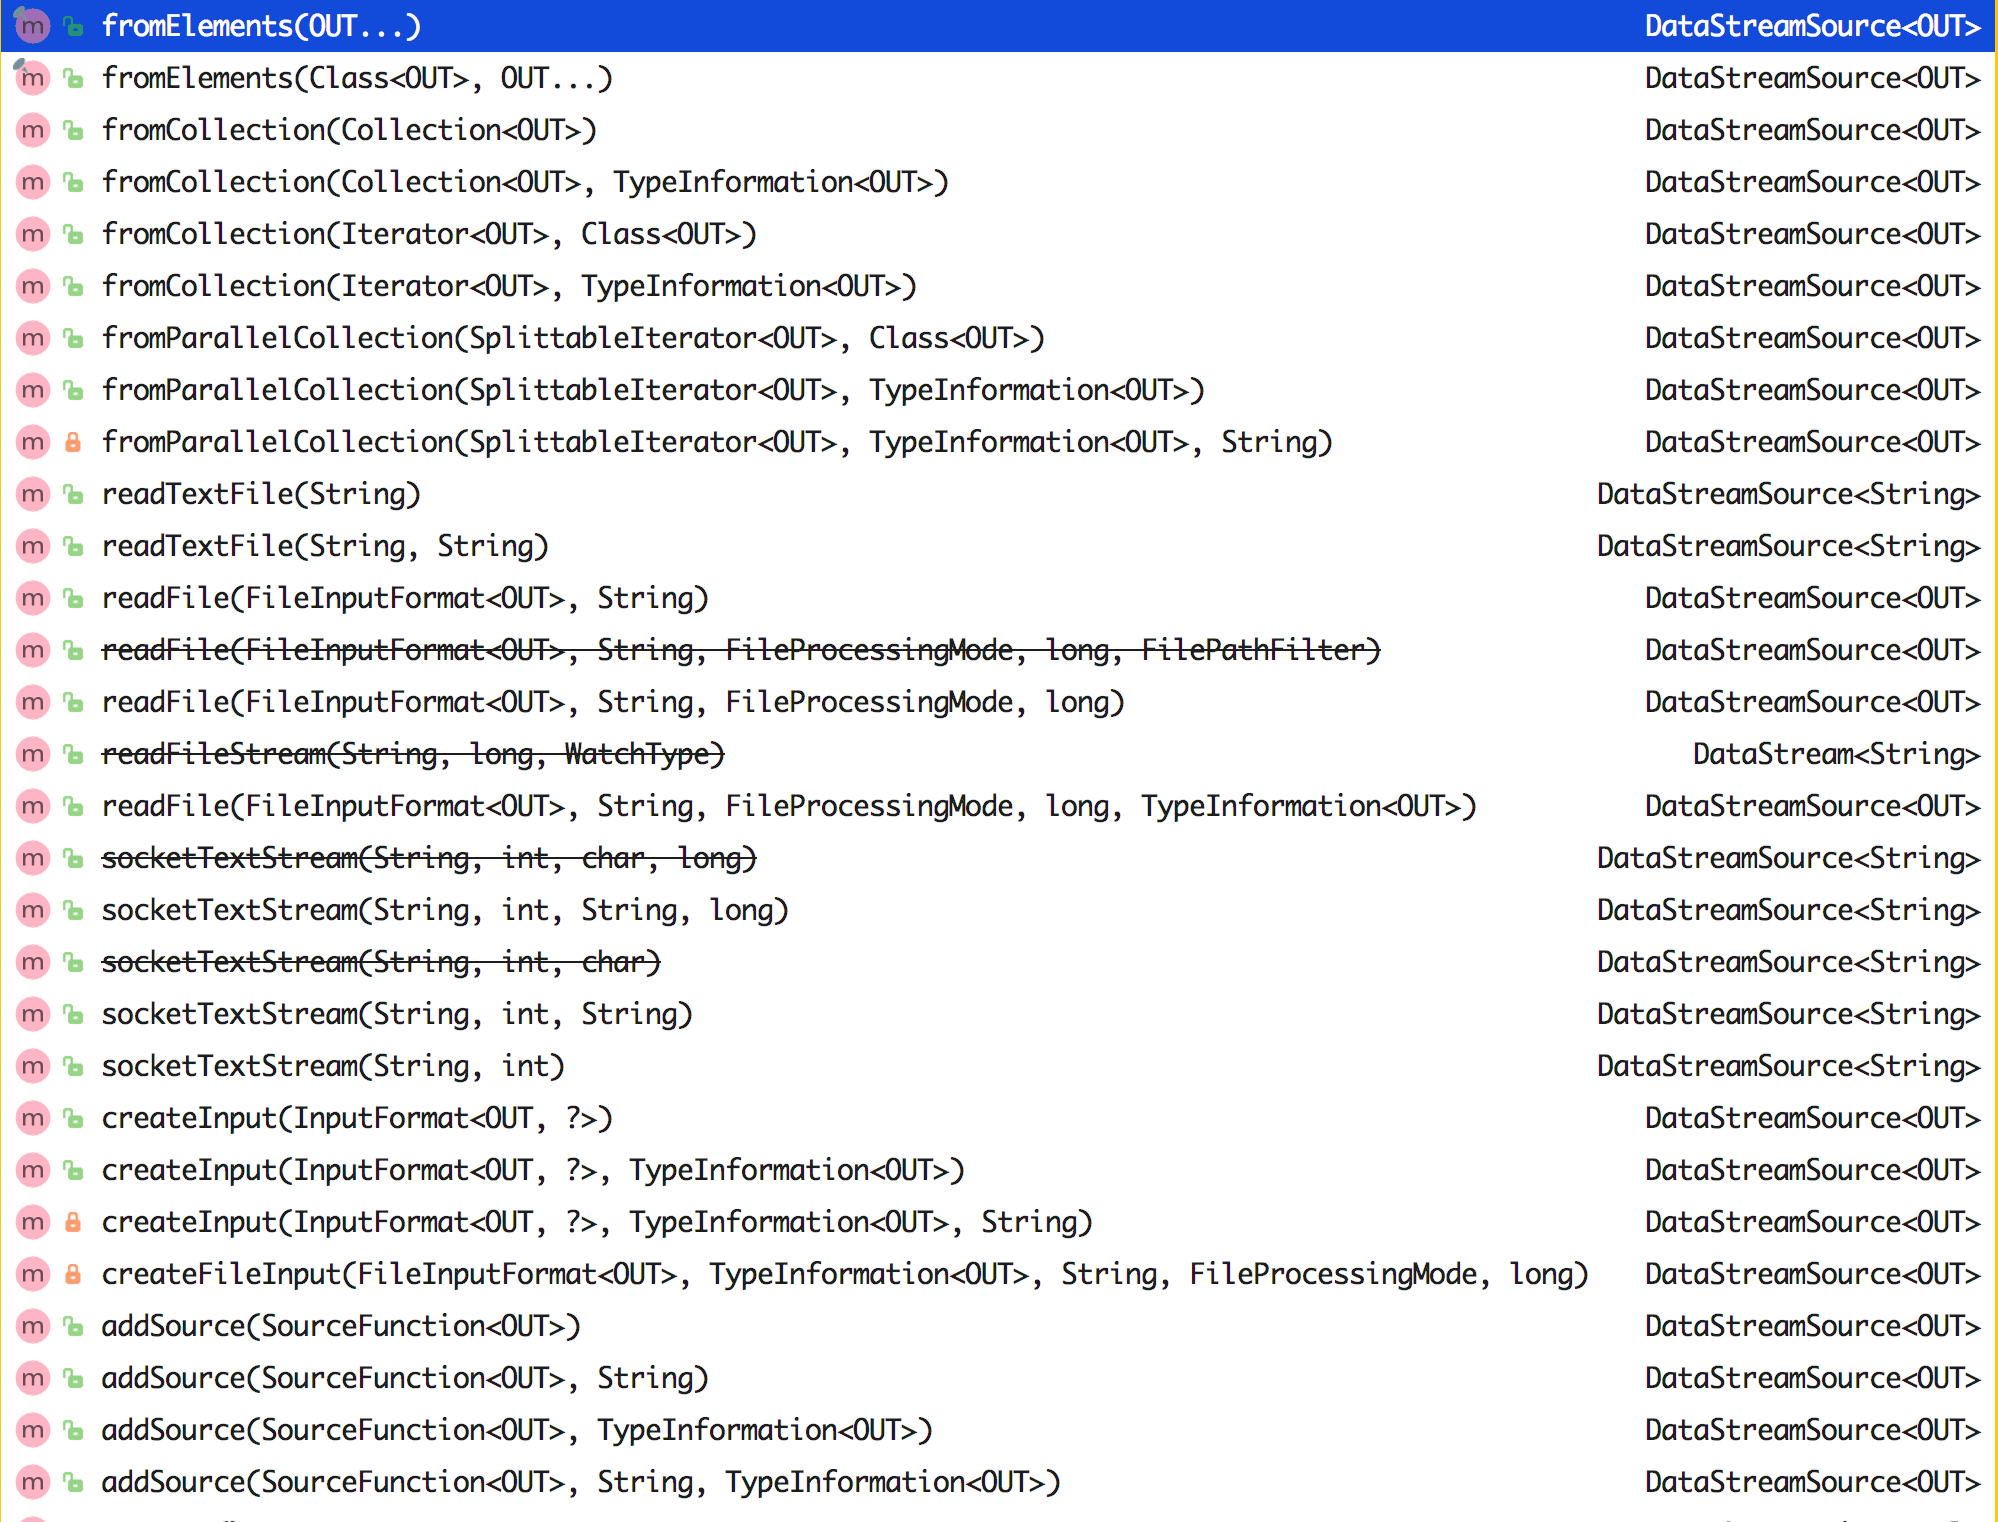 m fromElements(OUT...) DataStreamSource<OUT>
m fromElements(Class<OUT>, OUT...) DataStreamSource<OUT>
m fromCollection(Collection<OUT>) DataStreamSource<OUT>
m fromCollection(Collection<OUT>, TypeInformation<OUT>) DataStreamSource<OUT>
m fromCollection(Iterator<OUT>, Class<OUT>) DataStreamSource<OUT>
m fromCollection(Iterator<OUT>, TypeInformation<OUT>) DataStreamSource<OUT>
m fromParallelCollection(SplittableIterator<OUT>, Class<OUT>) DataStreamSource<OUT>
m fromParallelCollection(SplittableIterator<OUT>, TypeInformation<OUT>) DataStreamSource<OUT>
m fromParallelCollection(SplittableIterator<OUT>, TypeInformation<OUT>, String) DataStreamSource<OUT>
m readTextFile(String) DataStreamSource<String>
m readTextFile(String, String) DataStreamSource<String>
m readFile(FileInputFormat<OUT>, String) DataStreamSource<OUT>
m readFile(FileInputFormat<OUT>, String, FileProcessingMode, long, FilePathFilter) DataStreamSource<OUT>
m readFile(FileInputFormat<OUT>, String, FileProcessingMode, long) DataStreamSource<OUT>
m readFileStream(String, long, WatchType) DataStream<String>
m readFile(FileInputFormat<OUT>, String, FileProcessingMode, long, TypeInformation<OUT>) DataStreamSource<OUT>
m socketTextStream(String, int, char, long) DataStreamSource<String>
m socketTextStream(String, int, String, long) DataStreamSource<String>
m socketTextStream(String, int, char) DataStreamSource<String>
m socketTextStream(String, int, String) DataStreamSource<String>
m socketTextStream(String, int) DataStreamSource<String>
m createInput(InputFormat<OUT, ?>) DataStreamSource<OUT>
m createInput(InputFormat<OUT, ?>, TypeInformation<OUT>) DataStreamSource<OUT>
m createInput(InputFormat<OUT, ?>, TypeInformation<OUT>, String) DataStreamSource<OUT>
m createFileInput(FileInputFormat<OUT>, TypeInformation<OUT>, String, FileProcessingMode, long) DataStreamSource<OUT>
m addSource(SourceFunction<OUT>) DataStreamSource<OUT>
m addSource(SourceFunction<OUT>, String) DataStreamSource<OUT>
m addSource(SourceFunction<OUT>, TypeInformation<OUT>) DataStreamSource<OUT>
m addSource(SourceFunction<OUT>, String, TypeInformation<OUT>) DataStreamSource<OUT>